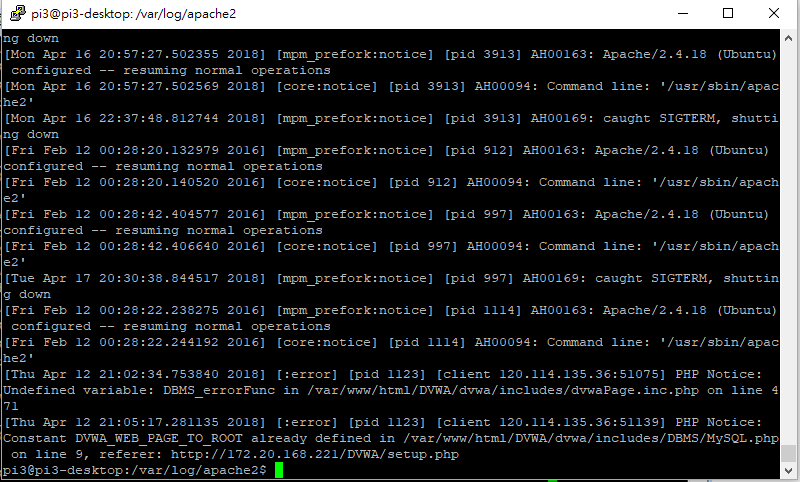 pi3@pi3-desktop: /var/log/apache2
ng down
[Mon Apr 16 20:57:27.502355 2018] [mpm_prefork:notice] [pid 3913] AH00163: Apache/2.4.18 (Ubuntu)
 configured -- resuming normal operations
[Mon Apr 16 20:57:27.502569 2018] [core:notice] [pid 3913] AH00094: Command line: '/usr/sbin/apac
he2'
[Mon Apr 16 22:37:48.812744 2018] [mpm_prefork:notice] [pid 3913] AH00169: caught SIGTERM, shutti
ng down
[Fri Feb 12 00:28:20.132979 2016] [mpm_prefork:notice] [pid 912] AH00163: Apache/2.4.18 (Ubuntu)
configured -- resuming normal operations
[Fri Feb 12 00:28:20.140520 2016] [core:notice] [pid 912] AH00094: Command line: '/usr/sbin/apach
e2'
[Fri Feb 12 00:28:42.404577 2016] [mpm_prefork:notice] [pid 997] AH00163: Apache/2.4.18 (Ubuntu)
configured -- resuming normal operations
[Fri Feb 12 00:28:42.406640 2016] [core:notice] [pid 997] AH00094: Command line: '/usr/sbin/apach
e2'
[Tue Apr 17 20:30:38.844517 2018] [mpm_prefork:notice] [pid 997] AH00169: caught SIGTERM, shuttin
g down
[Fri Feb 12 00:28:22.238275 2016] [mpm_prefork:notice] [pid 1114] AH00163: Apache/2.4.18 (Ubuntu)
 configured -- resuming normal operations
[Fri Feb 12 00:28:22.244192 2016] [core:notice] [pid 1114] AH00094: Command line: '/usr/sbin/apac
he2'
[Thu Apr 12 21:02:34.753840 2018] [:error] [pid 1123] [client 120.114.135.36:51075] PHP Notice:
Undefined variable: DBMS_errorFunc in /var/www/html/DVWA/dvwa/includes/dvwaPage.inc.php on line 4
71
[Thu Apr 12 21:05:17.281135 2018] [:error] [pid 1123] [client 120.114.135.36:51139] PHP Notice:
Constant DVWA_WEB_PAGE_TO_ROOT already defined in /var/www/html/DVWA/dvwa/includes/DBMS/MySQL.php
 on line 9, referer: http://172.20.168.221/DVWA/setup.php
pi3@pi3-desktop:/var/log/apache2$